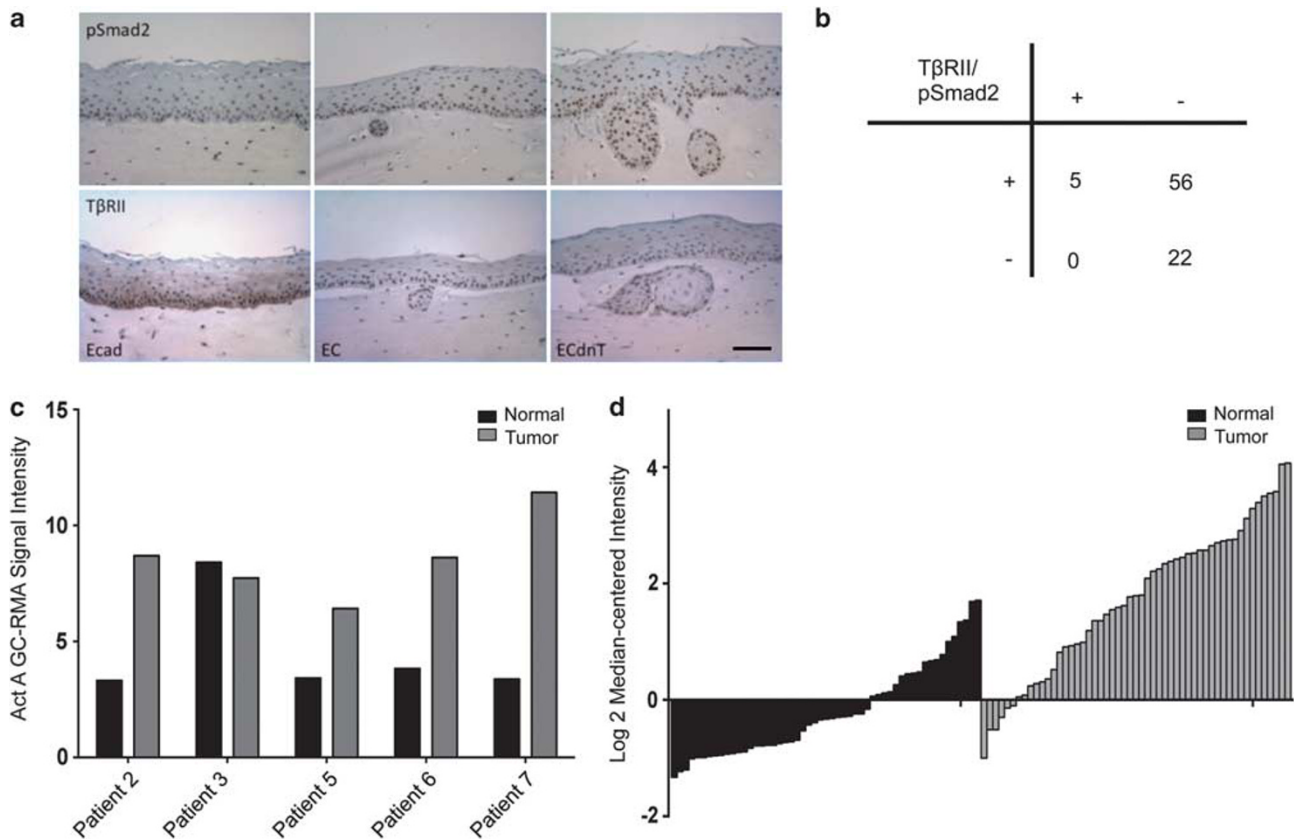 a
pSmad2
TβRII
Ecad
EC
ECdnT
b
TβRII/
pSmad2
+ -
+ 5 56
- 0 22
c
Act A GC-RMA Signal Intensity
15
10
5
0
Normal
Tumor
Patient 2
Patient 3
Patient 5
Patient 6
Patient 7
d
Log 2 Median-centered Intensity
4
2
0
-2
Normal
Tumor